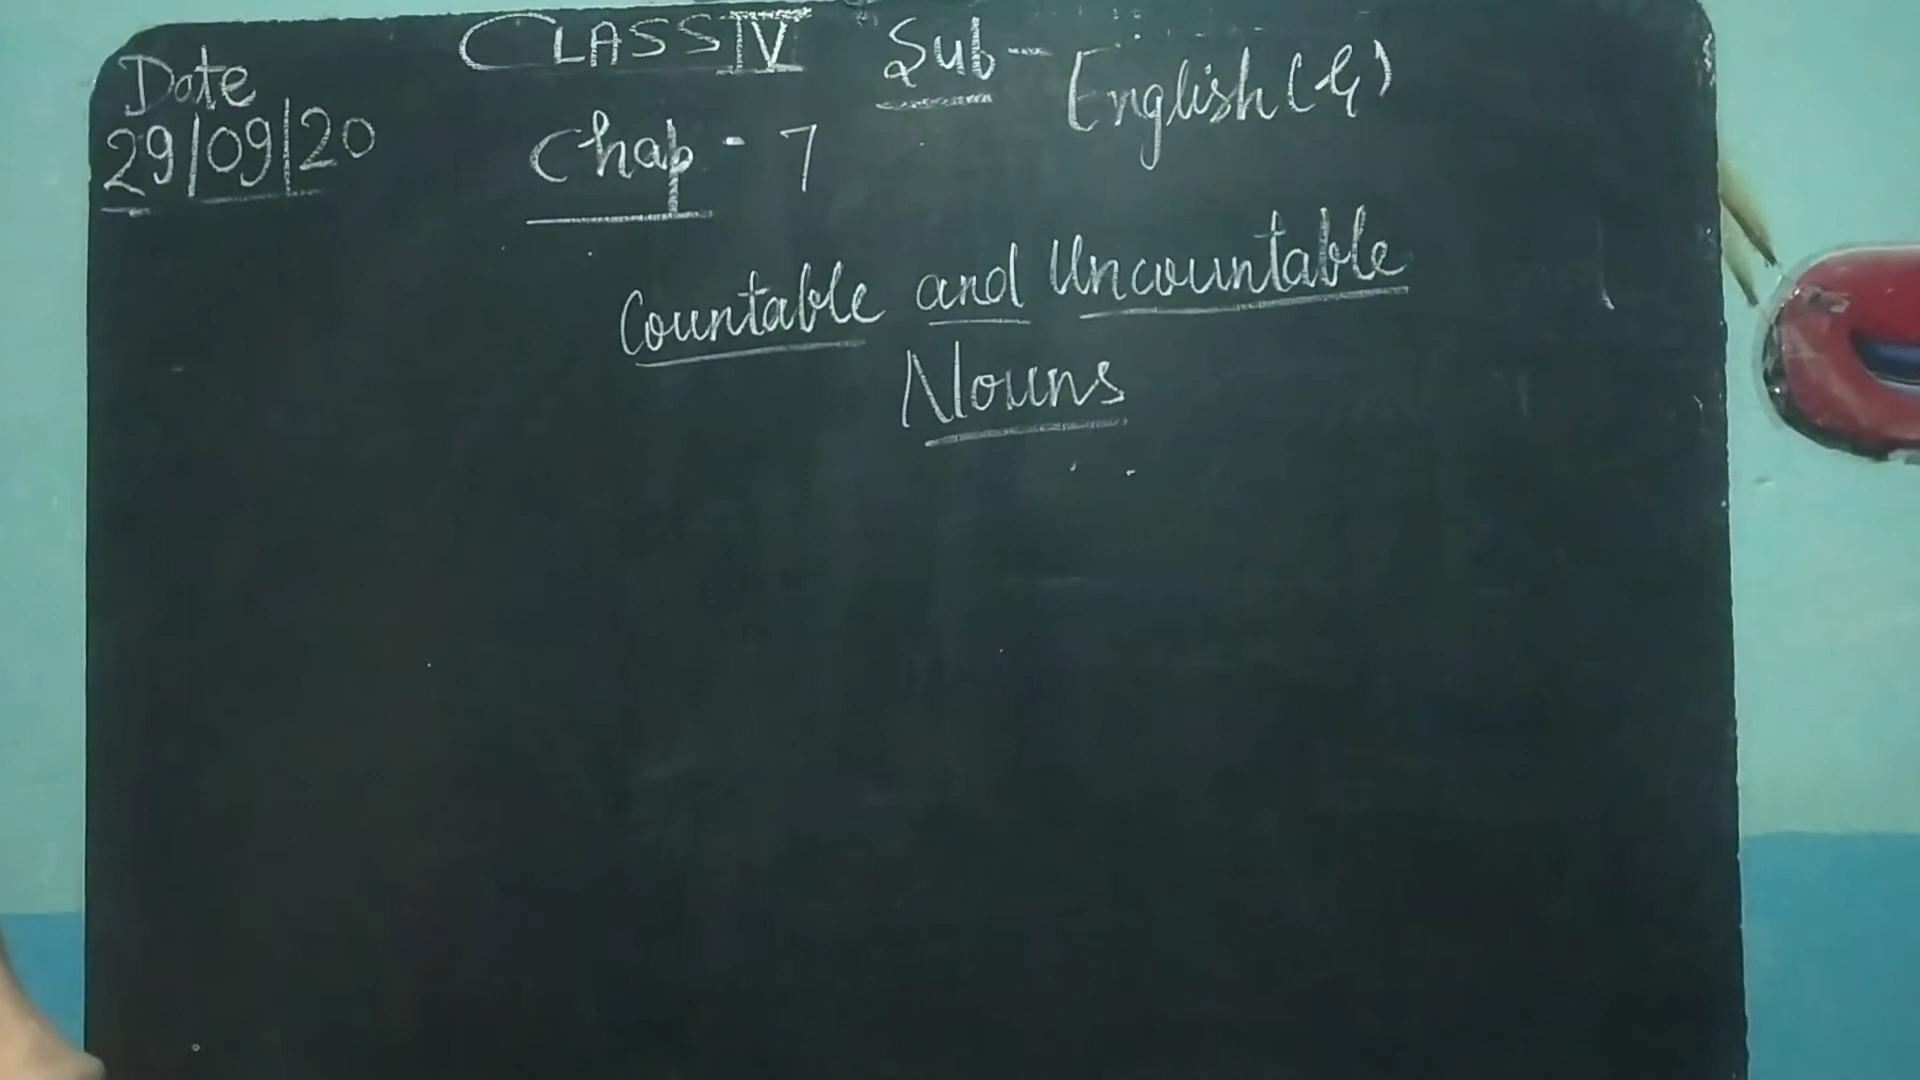 CLASS IV Sub- English (G)
Date
29/09/20
Chap - 7
Countable and Uncountable
Nouns